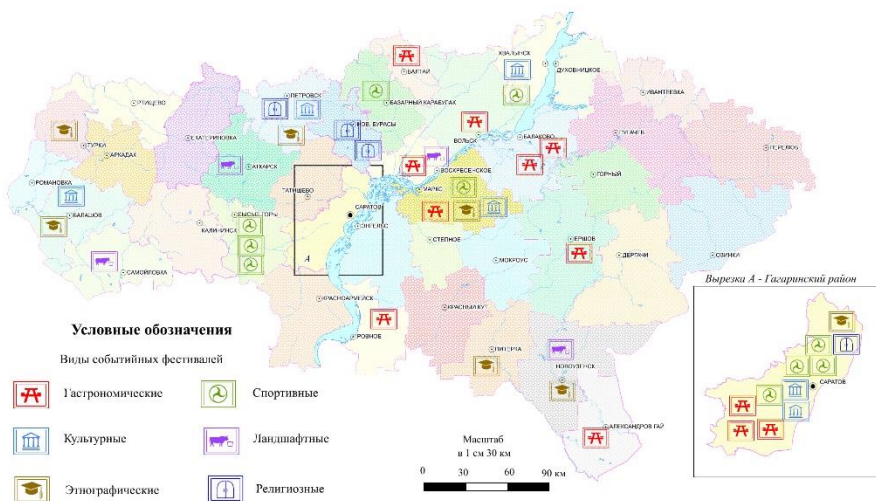 БАЛТАЙ
ХВАЛЫНСК
ДУХОВНИЦКОЕ
РТИЩЕВО
ПЕТРОВСК
БАЗАРНЫЙ КАРАБУЛАК
ИВАНТЕЕВКА
ТУРКИ
АРКАДАК
ЕКАТЕРИНОВКА
НОВ. БУРАСЫ
ВОЛЬСК
БАЛАКОВО
ПУГАЧЕВ
ПЕРЕЛЮБ
РОМАНОВКА
АТКАРСК
ВОСКРЕСЕНСКОЕ
ГОРНЫЙ
ТАТИЩЕВО
МАРКС
БАЛАШОВ
САРАТОВ
КАЛИНИНСК
ЭНГЕЛЬС
СТЕПНОЕ
ЕРШОВ
ДЕРГАЧИ
ОЗИНКИ
САМОЙЛОВКА
А
МОКРОУС
КРАСНОАРМЕЙСК
КРАСНЫЙ КУТ
РОВНОЕ
ПИТЕРКА
НОВОУЗЕНСК
АЛЕКСАНДРОВ ГАЙ
Вырезка А - Гагаринский район
САРАТОВ
Условные обозначения
Виды событийных фестивалей
Гастрономические
Спортивные
Культурные
Ландшафтные
Этнографические
Религиозные
Масштаб
в 1 см 30 км
0 30 60 90 км